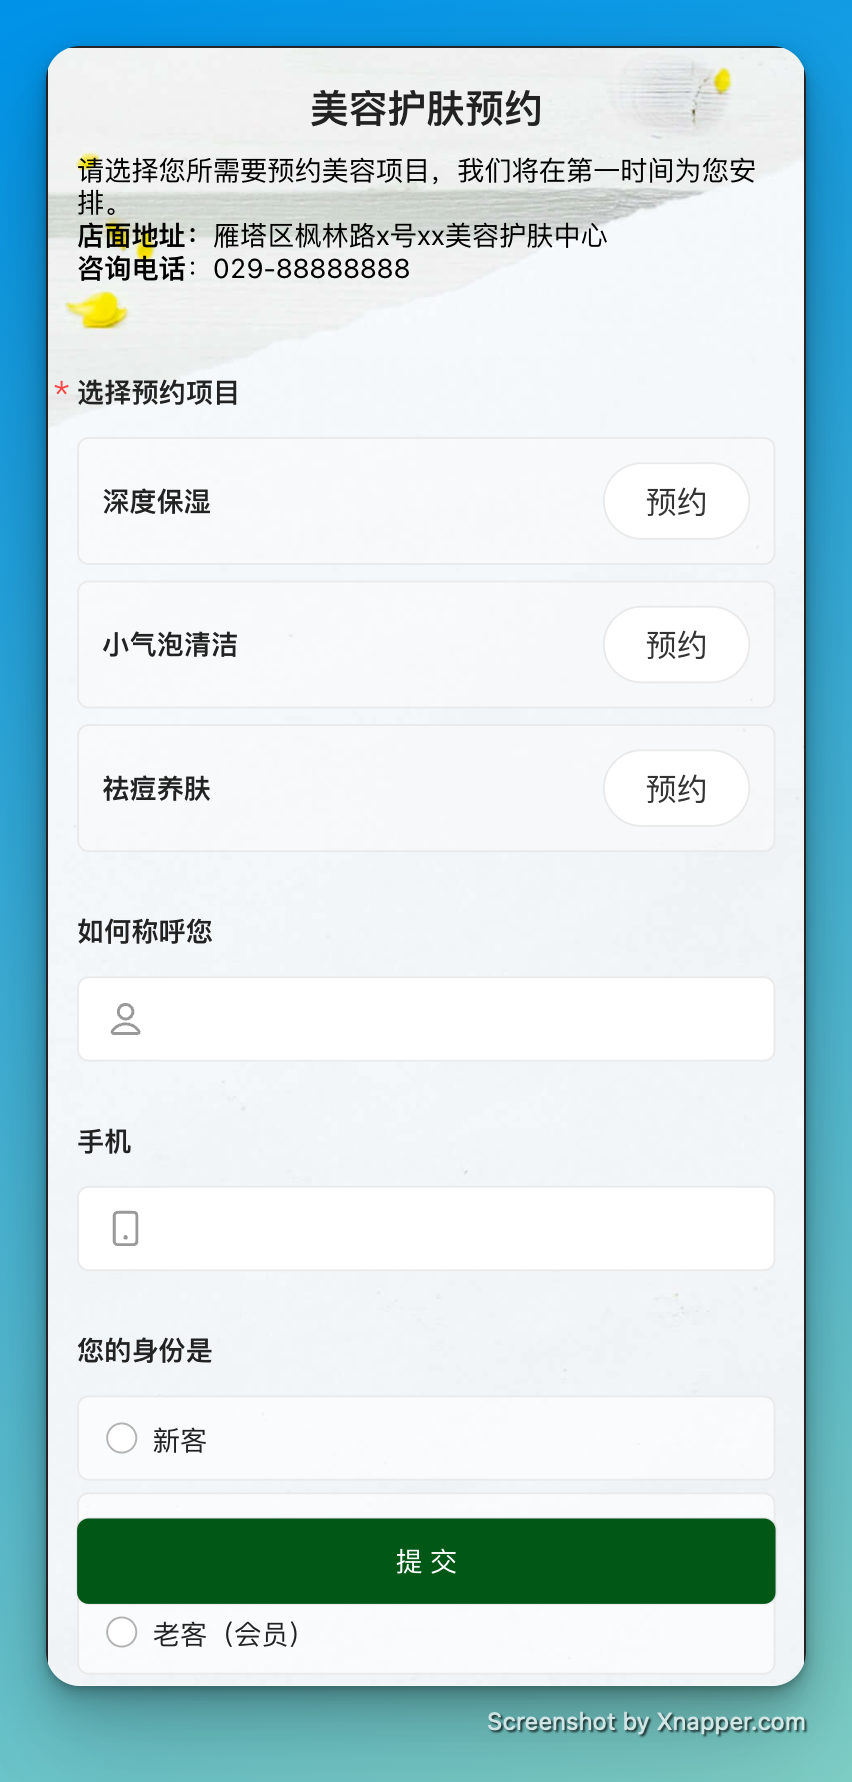 美容护肤预约
请选择您所需要预约美容项目，我们将在第一时间为您安
排。
店面地址：雁塔区枫林路x号xx美容护肤中心
咨询电话：029-88888888
* 选择预约项目
深度保湿 预约
小气泡清洁 预约
祛痘养肤 预约
如何称呼您
手机
您的身份是
新客
提 交
老客（会员）
Screenshot by Xnapper.com